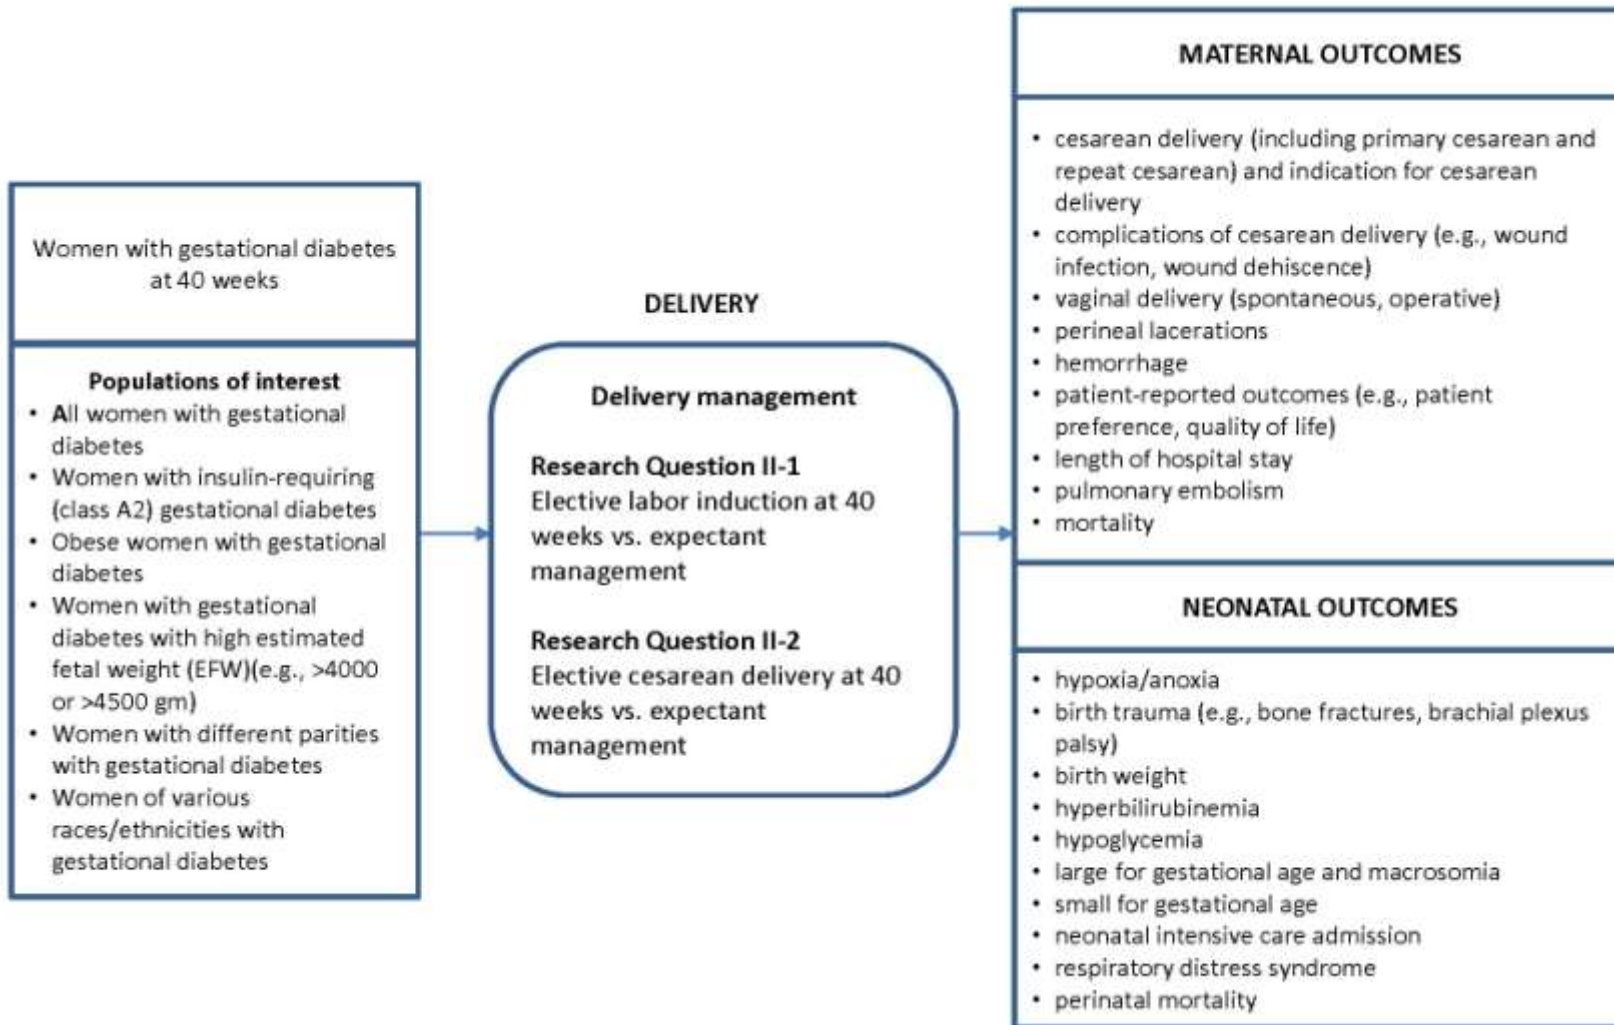 Women with gestational diabetes
at 40 weeks
Populations of interest
• All women with gestational
diabetes
• Women with insulin-requiring
(class A2) gestational diabetes
• Obese women with gestational
diabetes
• Women with gestational
diabetes with high estimated
fetal weight (EFW)(e.g., >4000
or >4500 gm)
• Women with different parities
with gestational diabetes
• Women of various
races/ethnicities with
gestational diabetes
DELIVERY
Delivery management
Research Question II-1
Elective labor induction at 40
weeks vs. expectant
management
Research Question II-2
Elective cesarean delivery at 40
weeks vs. expectant
management
MATERNAL OUTCOMES
• cesarean delivery (including primary cesarean and
repeat cesarean) and indication for cesarean
delivery
• complications of cesarean delivery (e.g., wound
infection, wound dehiscence)
• vaginal delivery (spontaneous, operative)
• perineal lacerations
• hemorrhage
• patient-reported outcomes (e.g., patient
preference, quality of life)
• length of hospital stay
• pulmonary embolism
• mortality
NEONATAL OUTCOMES
• hypoxia/anoxia
• birth trauma (e.g., bone fractures, brachial plexus
palsy)
• birth weight
• hyperbilirubinemia
• hypoglycemia
• large for gestational age and macrosomia
• small for gestational age
• neonatal intensive care admission
• respiratory distress syndrome
• perinatal mortality